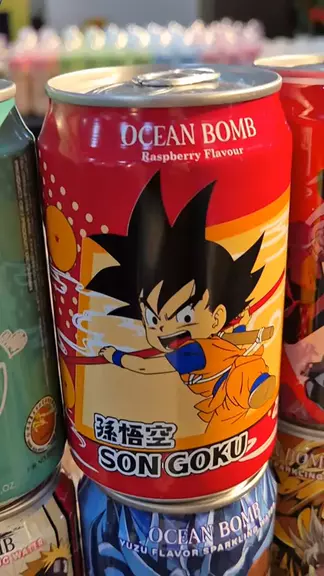 OCEAN BOMB
Raspberry Flavour
孫悟空
SON GOKU
OCEAN BOMB
YUZU FLAVOR SPARKLING